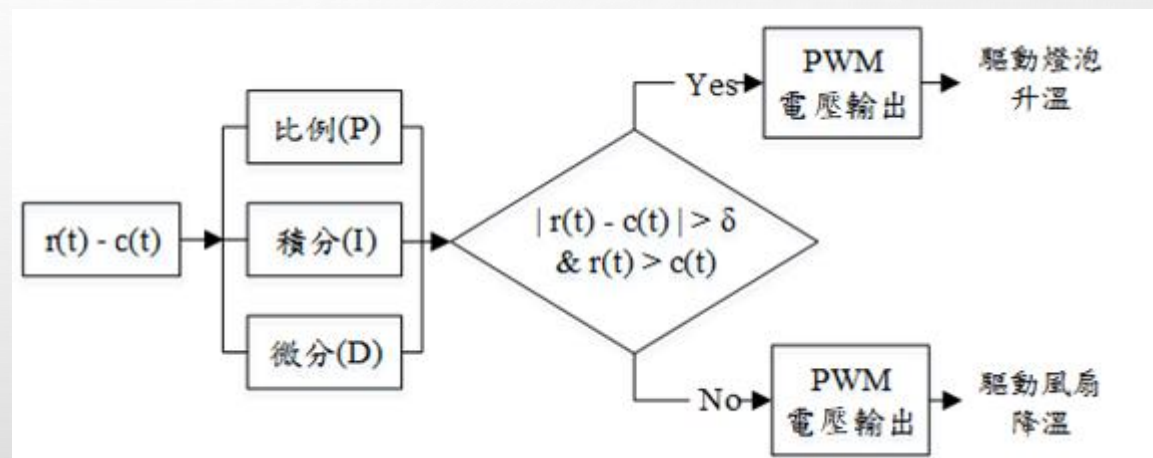 r(t) - c(t)
比例(P)
積分(I)
微分(D)
| r(t) - c(t) | > δ
& r(t) > c(t)
Yes
PWM
電壓輸出
驅動燈泡
升溫
No
PWM
電壓輸出
驅動風扇
降溫